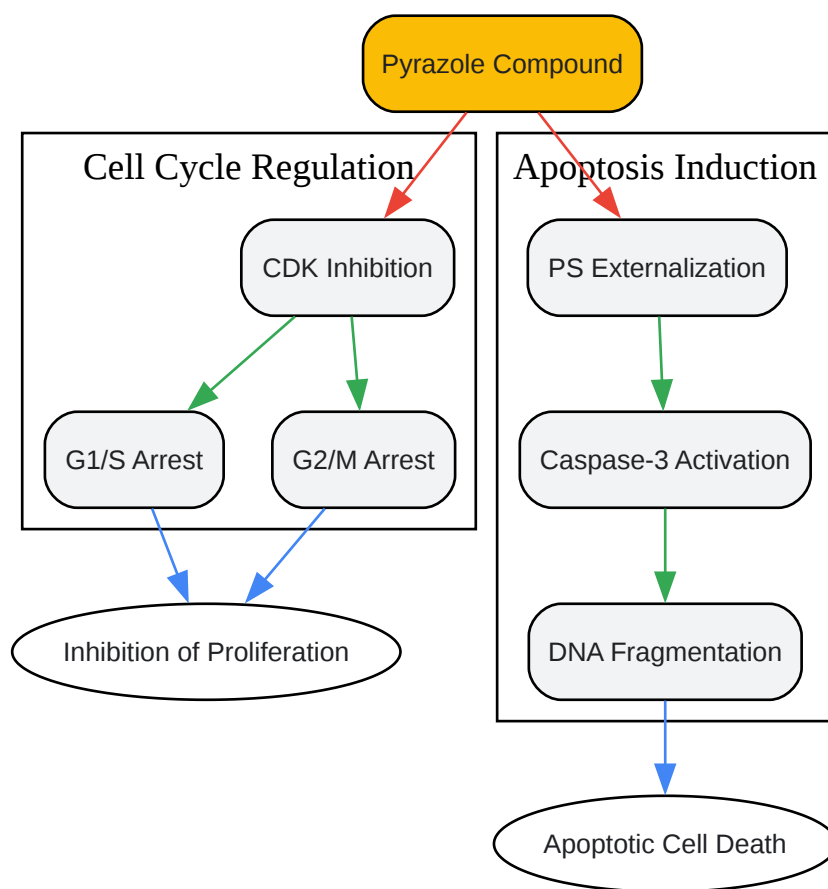 Pyrazole Compound
Cell Cycle Regulation
Apoptosis Induction
CDK Inhibition
PS Externalization
G1/S Arrest
G2/M Arrest
Caspase-3 Activation
Inhibition of Proliferation
DNA Fragmentation
Apoptotic Cell Death